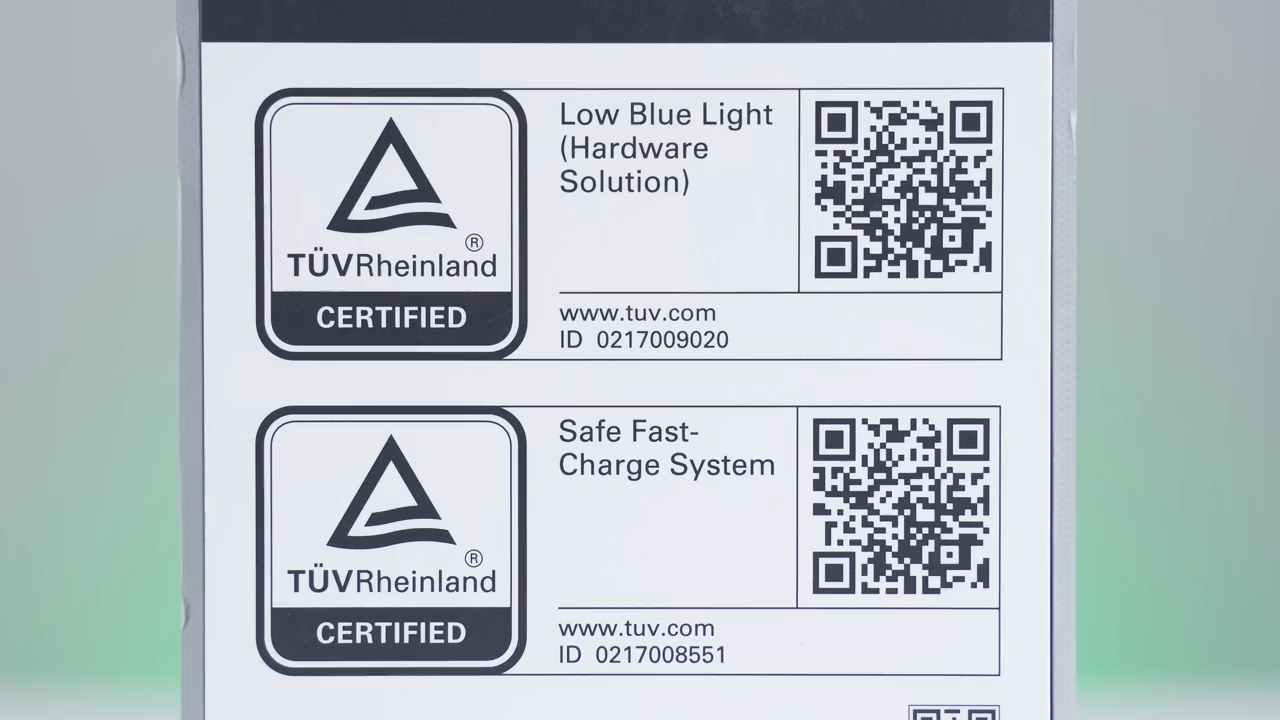 TÜVRheinland®
CERTIFIED
Low Blue Light
(Hardware
Solution)
www.tuv.com
ID 0217009020
TÜVRheinland®
CERTIFIED
Safe Fast-
Charge System
www.tuv.com
ID 0217008551